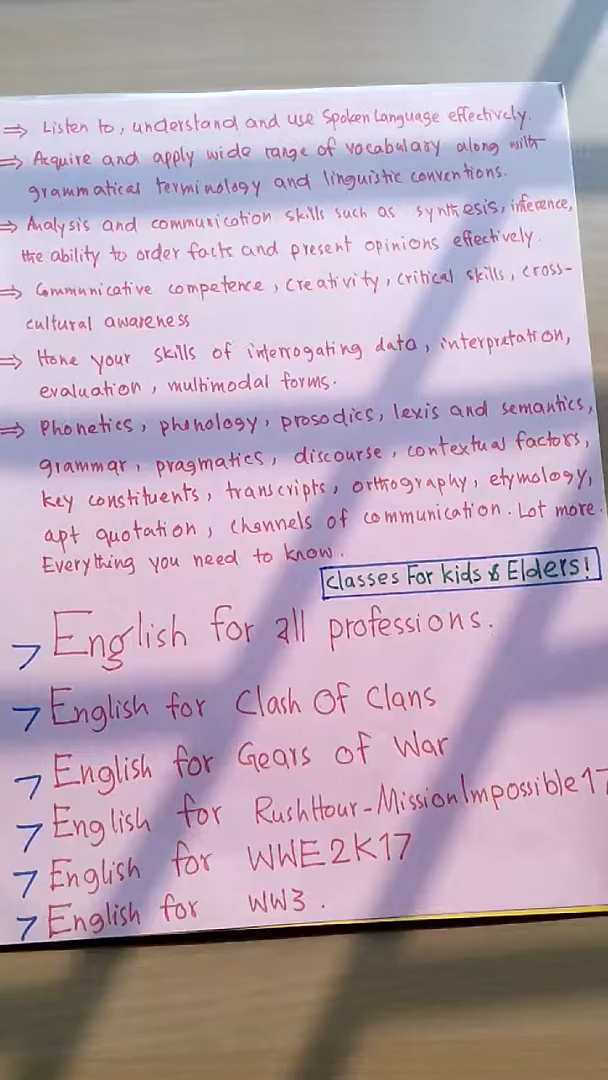 ⇒ Listen to, understand and use Spoken Language effectively.
⇒ Acquire and apply wide range of vocabulary along with
grammatical terminology and linguistic conventions.
⇒ Analysis and communication skills such as synthesis, inference,
the ability to order facts and present opinions effectively.
⇒ Communicative competence, creativity, critical skills, cross-
cultural awareness
⇒ Hone your skills of interrogating data, interpretation,
evaluation, multimodal forms.
⇒ Phonetics, phonology, prosodics, lexis and semantics,
grammar, pragmatics, discourse, contextual factors,
key constituents, transcripts, orthography, etymology,
apt quotation, channels of communication. Lot more.
Everything you need to know.
Classes For kids & Elders!
7 English for all professions.
7 English for Clash Of Clans
7 English for Gears of War
7 English for RushHour-MissionImpossible17
7 English for WWE2K17
7 English for WW3.